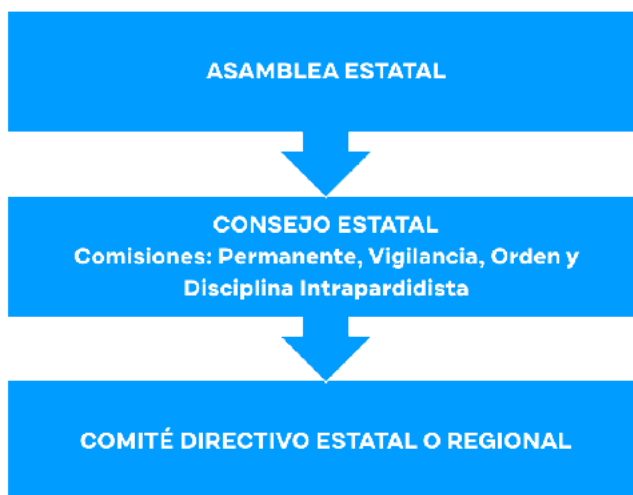 ASAMBLEA ESTATAL
CONSEJO ESTATAL
Comisiones: Permanente, Vigilancia, Orden y
Disciplina Intrapardidista
COMITÉ DIRECTIVO ESTATAL O REGIONAL